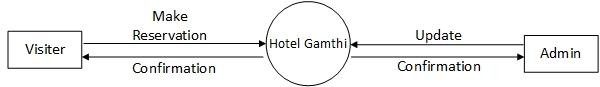 Make
Reservation
Visiter
Confirmation
Hotel Gamthi
Update
Confirmation
Admin